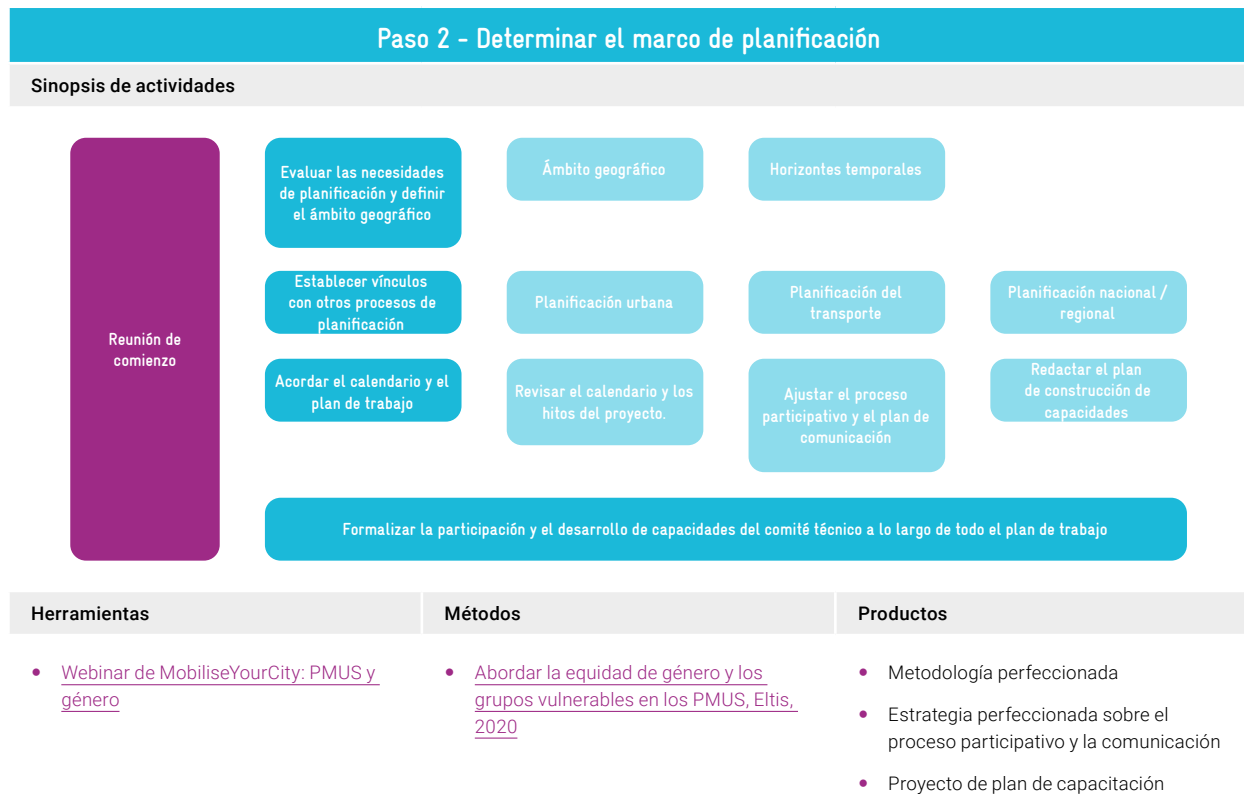 Paso 2 - Determinar el marco de planificación
Sinopsis de actividades
Reunión de
comienzo
Evaluar las necesidades
de planificación y definir
el ámbito geográfico
Ámbito geográfico
Horizontes temporales
Establecer vínculos
con otros procesos de
planificación
Planificación urbana
Planificación del
transporte
Planificación nacional /
regional
Acordar el calendario y el
plan de trabajo
Revisar el calendario y los
hitos del proyecto.
Ajustar el proceso
participativo y el plan de
comunicación
Redactar el plan
de construcción de
capacidades
Formalizar la participación y el desarrollo de capacidades del comité técnico a lo largo de todo el plan de trabajo
Herramientas
• Webinar de MobiliseYourCity: PMUS y
género
Métodos
• Abordar la equidad de género y los
grupos vulnerables en los PMUS, Eltis,
2020
Productos
• Metodología perfeccionada
• Estrategia perfeccionada sobre el
proceso participativo y la comunicación
• Proyecto de plan de capacitación